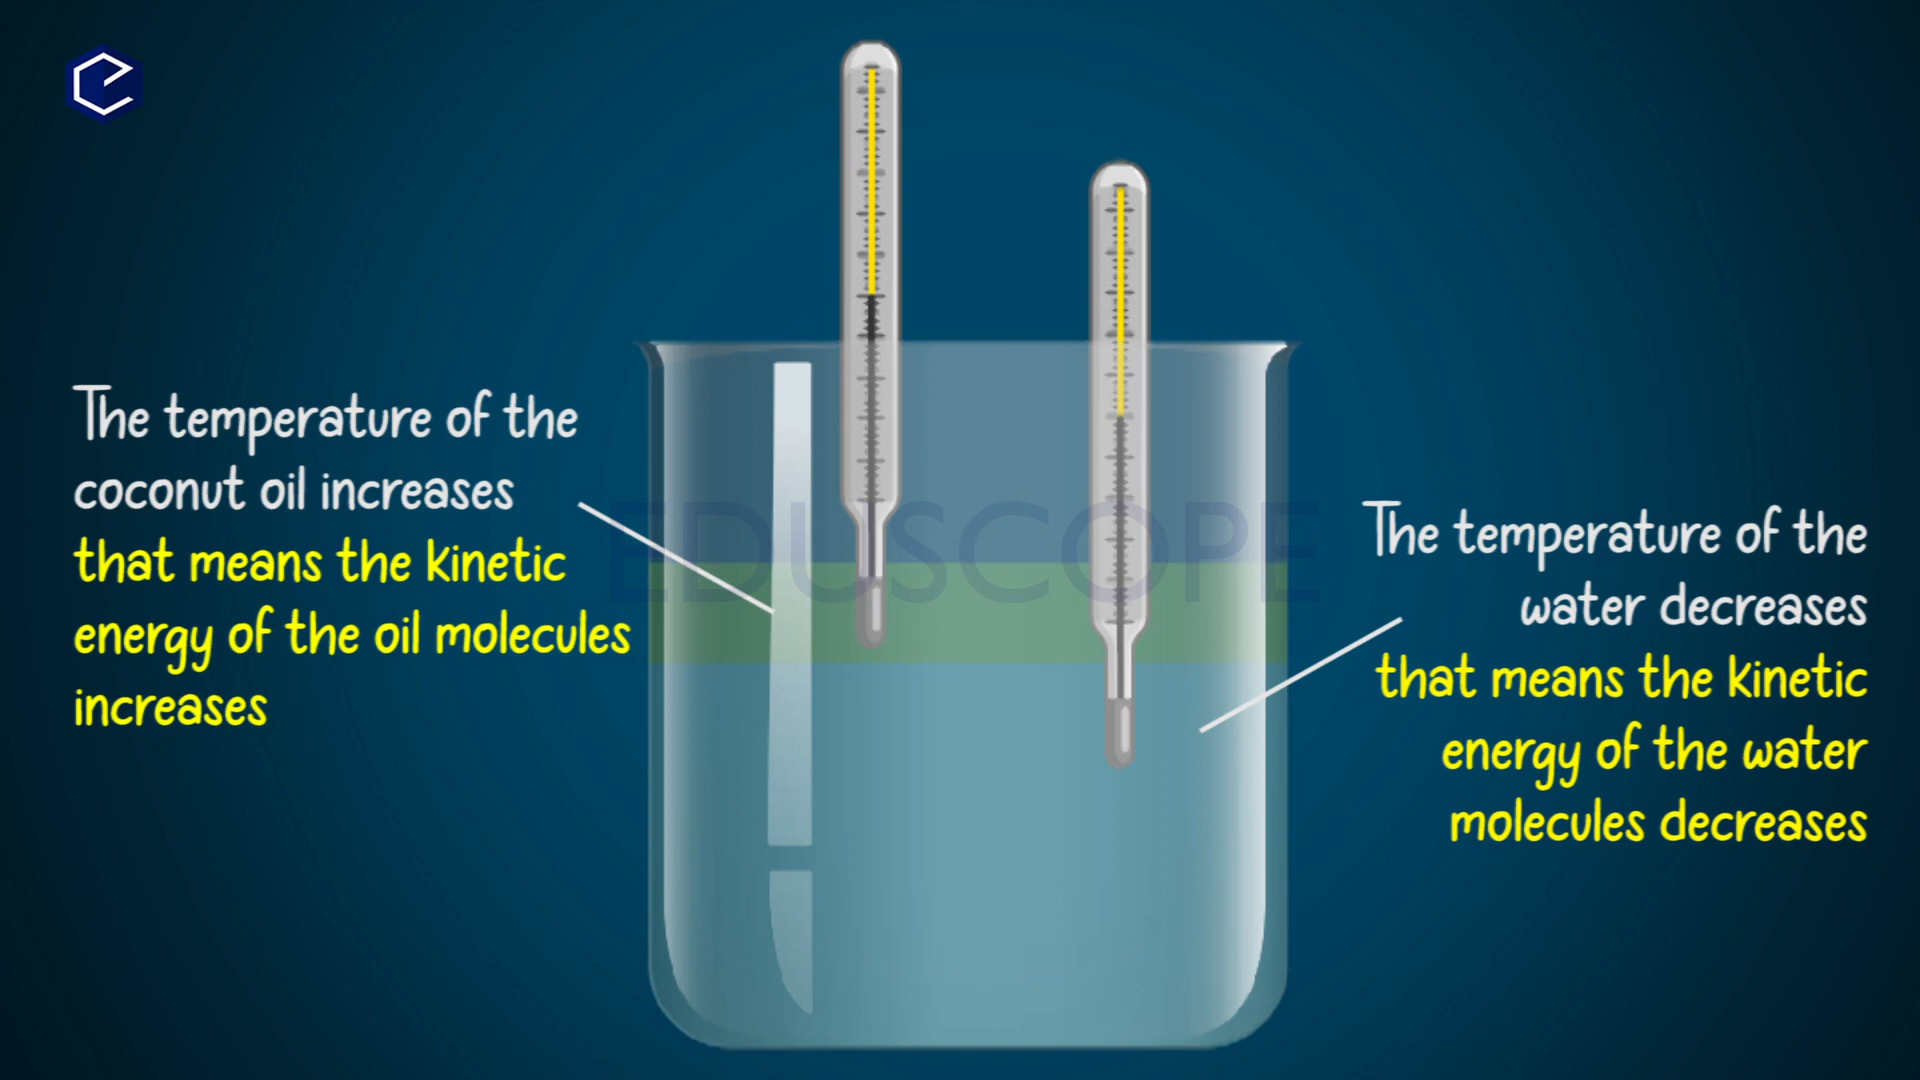 The temperature of the
coconut oil increases
that means the kinetic
energy of the oil molecules
increases
EDUSCOPE
The temperature of the
water decreases
that means the kinetic
energy of the water
molecules decreases